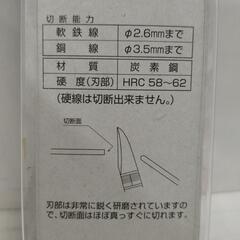 切断能力
軟鉄線 φ2.6mmまで
銅線 φ3.5mmまで
材質 炭素鋼
硬度(刃部) HRC 58～62
(硬線は切断出来ません。)
切断面
刃部は非常に鋭く研磨されていますので、切断面はほぼ真っすぐに切れます。